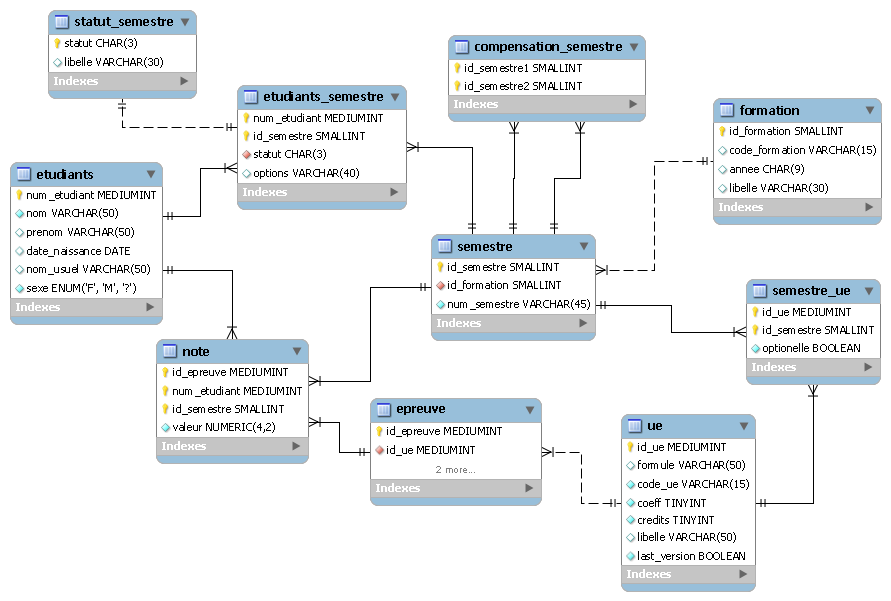 statut_semestre
statut CHAR(3)
libelle VARCHAR(30)
Indexes
etudiants_semestre
num_etudiant MEDIUMINT
id_semestre SMALLINT
statut CHAR(3)
options VARCHAR(40)
Indexes
compensation_semestre
id_semestre1 SMALLINT
id_semestre2 SMALLINT
Indexes
formation
id_formation SMALLINT
code_formation VARCHAR(15)
annee CHAR(9)
libelle VARCHAR(30)
Indexes
etudiants
num_etudiant MEDIUMINT
nom VARCHAR(50)
prenom VARCHAR(50)
date_naissance DATE
nom_usuel VARCHAR(50)
sexe ENUM('F', 'M', '?')
Indexes
semestre
id_semestre SMALLINT
id_formation SMALLINT
num_semestre VARCHAR(45)
Indexes
semestre_ue
id_ue MEDIUMINT
id_semestre SMALLINT
optionelle BOOLEAN
Indexes
note
id_epreuve MEDIUMINT
num_etudiant MEDIUMINT
id_semestre SMALLINT
valeur NUMERIC(4,2)
Indexes
epreuve
id_epreuve MEDIUMINT
id_ue MEDIUMINT
2 more...
Indexes
ue
id_ue MEDIUMINT
formule VARCHAR(50)
code_ue VARCHAR(15)
coeff TINYINT
credits TINYINT
libelle VARCHAR(50)
last_version BOOLEAN
Indexes